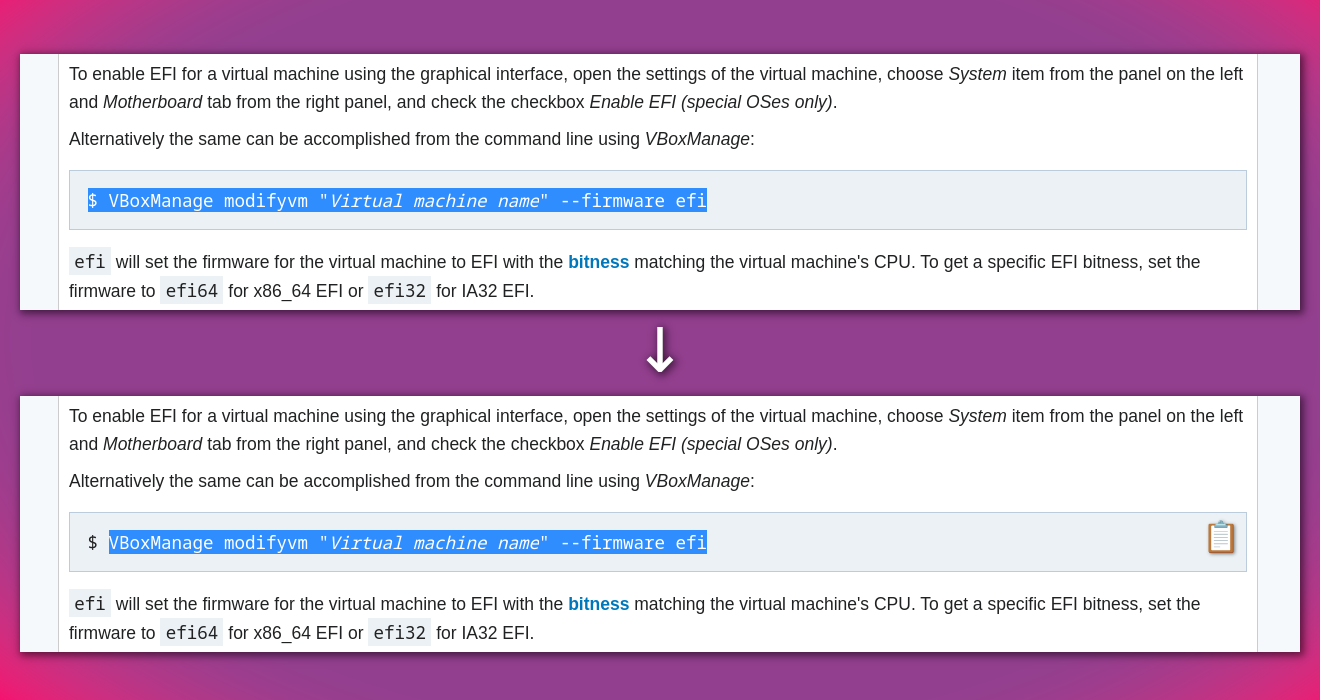 To enable EFI for a virtual machine using the graphical interface, open the settings of the virtual machine, choose System item from the panel on the left
and Motherboard tab from the right panel, and check the checkbox Enable EFI (special OSes only).
Alternatively the same can be accomplished from the command line using VBoxManage:
$ VBoxManage modifyvm "Virtual machine name" --firmware efi
efi will set the firmware for the virtual machine to EFI with the bitness matching the virtual machine's CPU. To get a specific EFI bitness, set the
firmware to efi64 for x86_64 EFI or efi32 for IA32 EFI.
To enable EFI for a virtual machine using the graphical interface, open the settings of the virtual machine, choose System item from the panel on the left
and Motherboard tab from the right panel, and check the checkbox Enable EFI (special OSes only).
Alternatively the same can be accomplished from the command line using VBoxManage:
$ VBoxManage modifyvm "Virtual machine name" --firmware efi
efi will set the firmware for the virtual machine to EFI with the bitness matching the virtual machine's CPU. To get a specific EFI bitness, set the
firmware to efi64 for x86_64 EFI or efi32 for IA32 EFI.